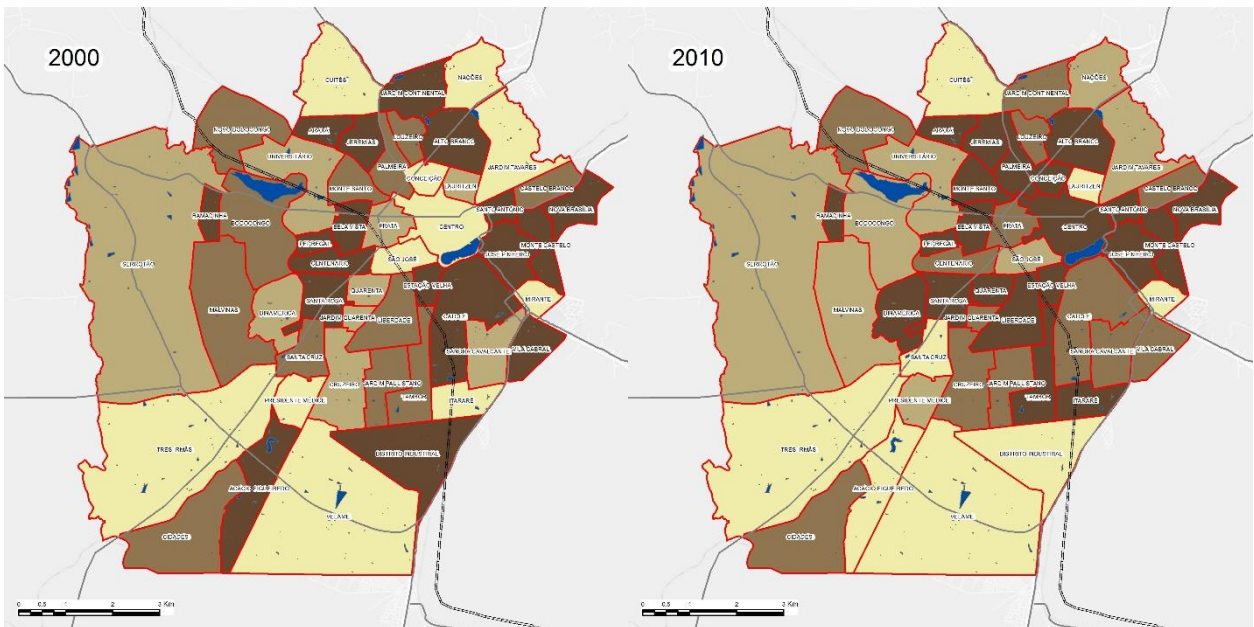 2000
CUITÉS
NAÇÕES
JARDIM CONTINENTAL
NOVO BODOCONGÓ
ARAXÁ
JEREMIAS
LOUZEIRO
ALTO BRANCO
UNIVERSITÁRIO
PALMEIRA
CONCEIÇÃO
JARDIM TAVARES
LAURITZEN
MONTE SANTO
CASTELO BRANCO
RAMADINHA
BODOCONGO
SANTO ANTONIO
NOVA BRASÍLIA
BELA VISTA
PRATA
CENTRO
PEDREGAL
MONTE CASTELO
SERROTÃO
CENTENÁRIO
SÃO JOSÉ
JOSÉ PINHEIRO
ESTAÇÃO VELHA
QUARENTA
SANTA ROSA
MIRANTE
MALVINAS
DINAMÉRICA
JARDIM QUARENTA
LIBERDADE
CATOLÉ
SANTA CRUZ
SANDRA CAVALCANTE
VILA CABRAL
CRUZEIRO
JARDIM PAULISTANO
TAMBOR
PRESIDENTE MÉDICE
ITARARÉ
TRES IRMÃS
DISTRITO INDUSTRIAL
ACÁCIO FIGUEIREDO
VELAME
CIDADES
0 0,5 1 2 3 Km
2010
CUITÉS
NAÇÕES
JARDIM CONTINENTAL
NOVO BODOCONGÓ
ARAXÁ
JEREMIAS
LOUZEIRO
ALTO BRANCO
UNIVERSITÁRIO
PALMEIRA
CONCEIÇÃO
JARDIM TAVARES
LAURITZEN
MONTE SANTO
CASTELO BRANCO
RAMADINHA
BODOCONGO
SANTO ANTONIO
NOVA BRASÍLIA
BELA VISTA
PRATA
CENTRO
PEDREGAL
MONTE CASTELO
SERROTÃO
CENTENÁRIO
SÃO JOSÉ
JOSÉ PINHEIRO
ESTAÇÃO VELHA
QUARENTA
SANTA ROSA
MIRANTE
MALVINAS
DINAMÉRICA
JARDIM QUARENTA
LIBERDADE
CATOLÉ
SANTA CRUZ
SANDRA CAVALCANTE
VILA CABRAL
CRUZEIRO
JARDIM PAULISTANO
TAMBOR
PRESIDENTE MÉDICE
ITARARÉ
TRES IRMÃS
DISTRITO INDUSTRIAL
ACÁCIO FIGUEIREDO
VELAME
CIDADES
0 0,5 1 2 3 Km